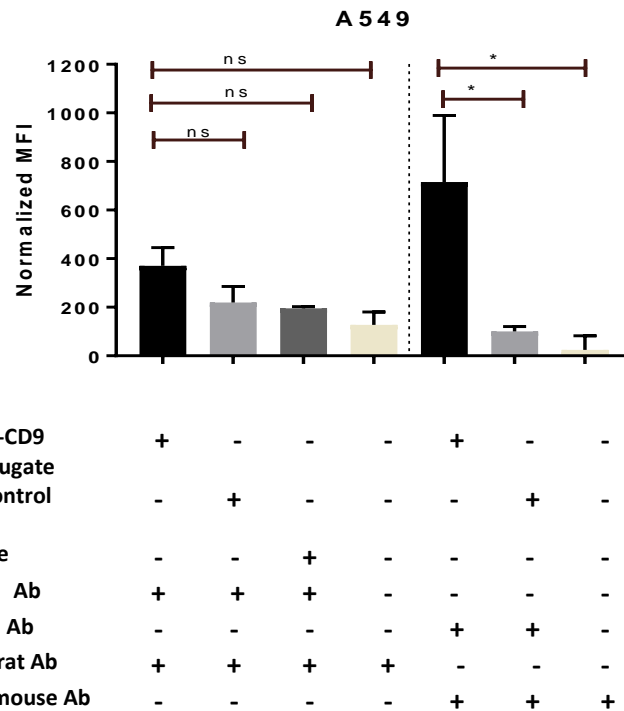 A549
1200
1000
800
600
400
200
0
Normalized MFI
ns
ns
ns
*
*
-CD9 + - - - + - -
ugate
ontrol - + - - - + -
e - - + - - - -
Ab + + + - - - -
Ab - - - - + + -
rat Ab + + + + - - -
mouse Ab - - - - + + +